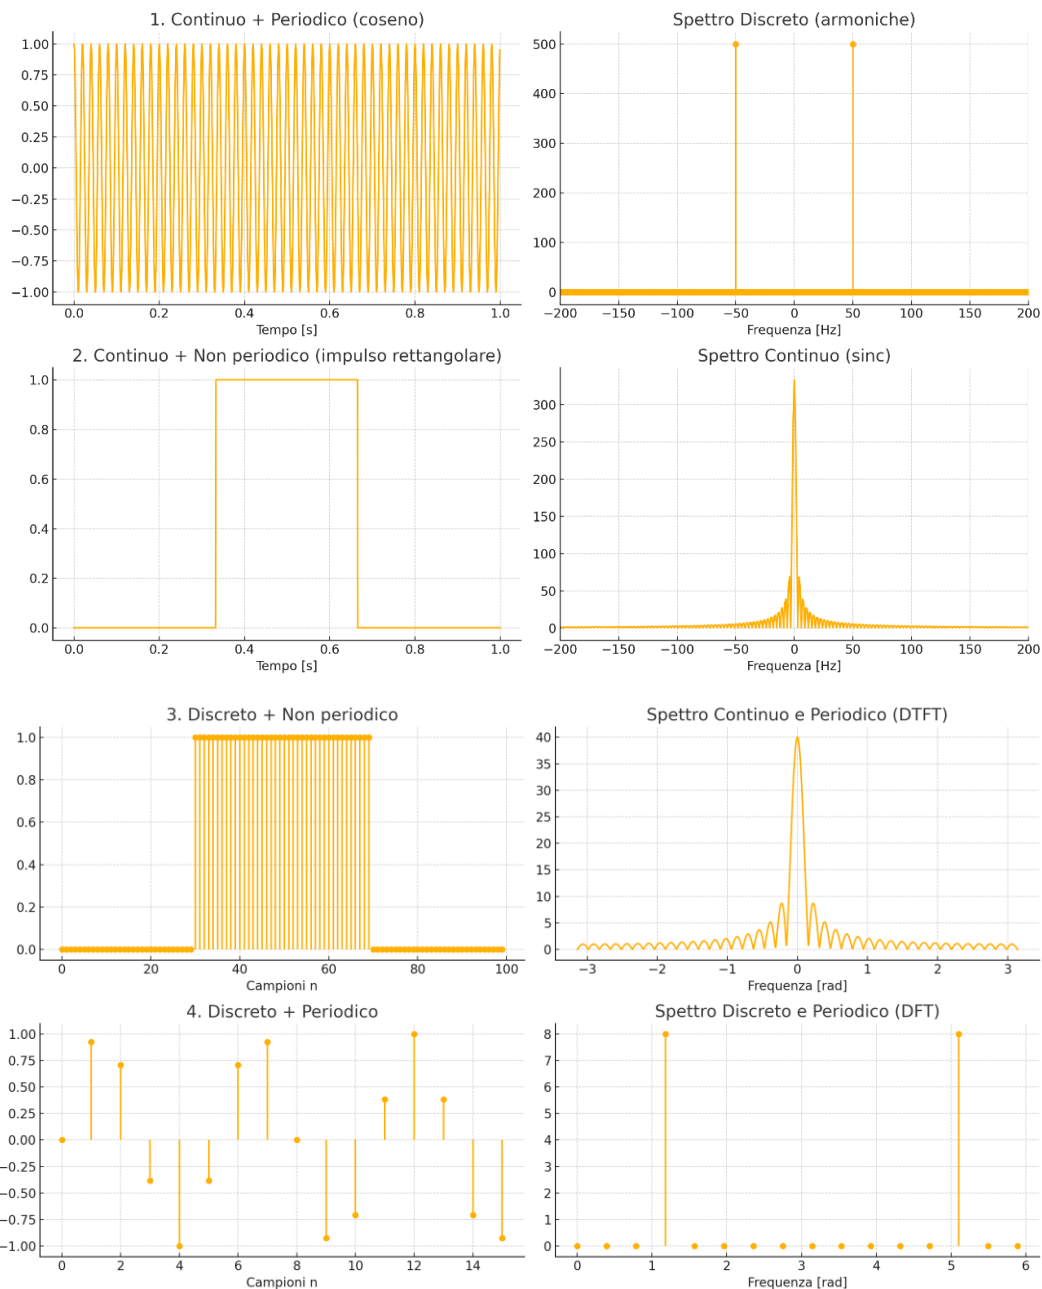 1. Continuo + Periodico (coseno)
1.00
0.75
0.50
0.25
0.00
−0.25
−0.50
−0.75
−1.00
0.0 0.2 0.4 0.6 0.8 1.0
Tempo [s]
Spettro Discreto (armoniche)
500
400
300
200
100
0
−200 −150 −100 −50 0 50 100 150 200
Frequenza [Hz]
2. Continuo + Non periodico (impulso rettangolare)
1.0
0.8
0.6
0.4
0.2
0.0
0.0 0.2 0.4 0.6 0.8 1.0
Tempo [s]
Spettro Continuo (sinc)
300
250
200
150
100
50
0
−200 −150 −100 −50 0 50 100 150 200
Frequenza [Hz]
3. Discreto + Non periodico
1.0
0.8
0.6
0.4
0.2
0.0
0 20 40 60 80 100
Campioni n
Spettro Continuo e Periodico (DTFT)
40
35
30
25
20
15
10
5
0
−3 −2 −1 0 1 2 3
Frequenza [rad]
4. Discreto + Periodico
1.00
0.75
0.50
0.25
0.00
−0.25
−0.50
−0.75
−1.00
0 2 4 6 8 10 12 14
Campioni n
Spettro Discreto e Periodico (DFT)
8
7
6
5
4
3
2
1
0
0 1 2 3 4 5 6
Frequenza [rad]